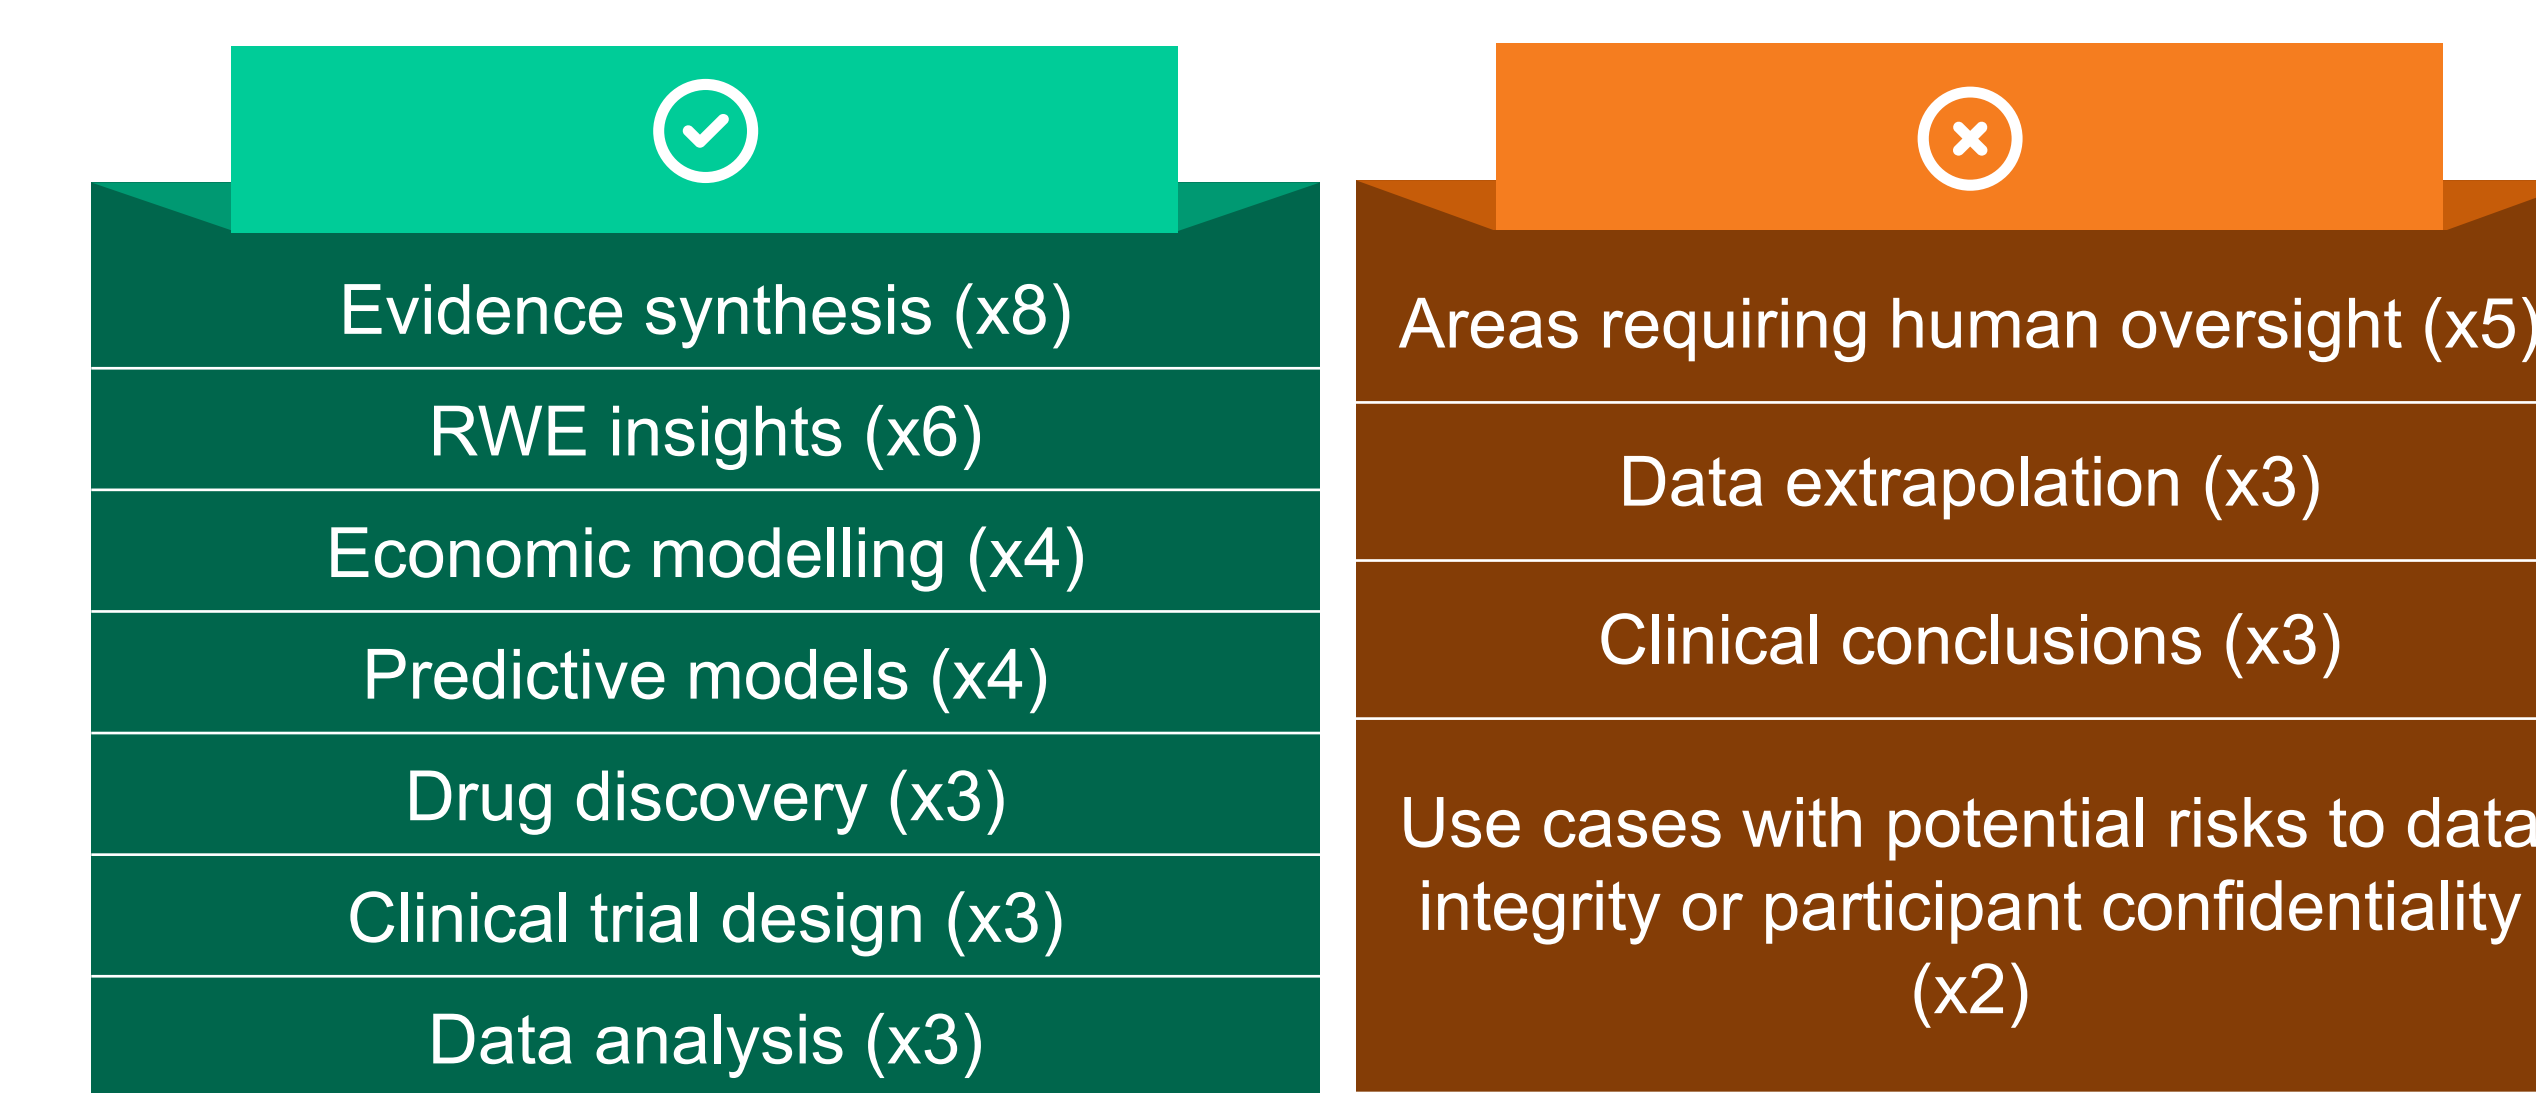 Evidence synthesis (x8)
RWE insights (x6)
Economic modelling (x4)
Predictive models (x4)
Drug discovery (x3)
Clinical trial design (x3)
Data analysis (x3)
Areas requiring human oversight (x5)
Data extrapolation (x3)
Clinical conclusions (x3)
Use cases with potential risks to data
integrity or participant confidentiality
(x2)